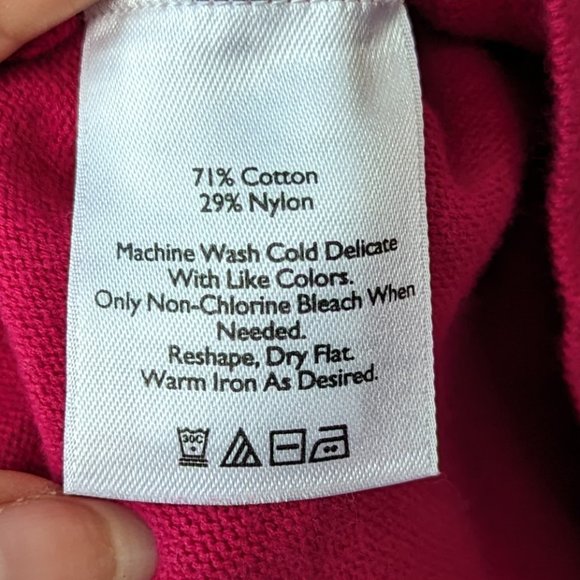 71% Cotton
29% Nylon
Machine Wash Cold Delicate
With Like Colors.
Only Non-Chlorine Bleach When
Needed.
Reshape, Dry Flat.
Warm Iron As Desired.
30C